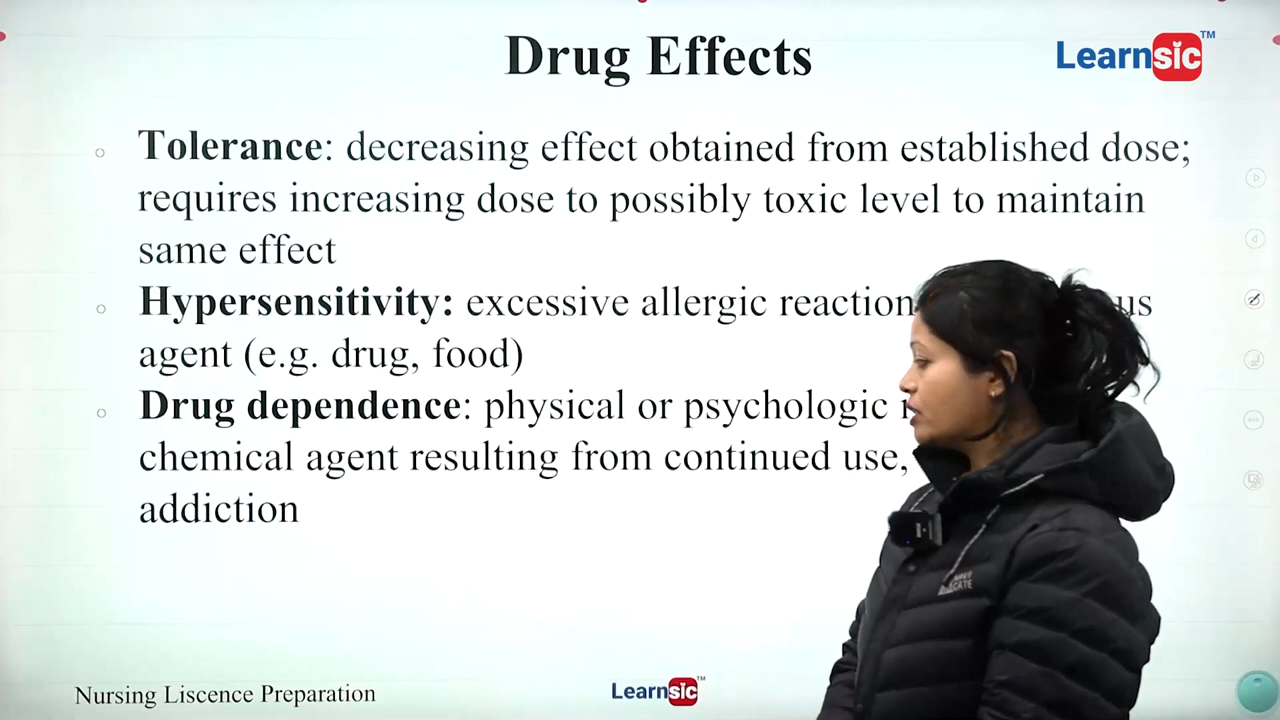 Drug Effects
Learnsic™
Tolerance: decreasing effect obtained from established dose;
requires increasing dose to possibly toxic level to maintain
same effect
Hypersensitivity: excessive allergic reaction
agent (e.g. drug, food)
Drug dependence: physical or psychologic
chemical agent resulting from continued use,
addiction
Nursing Liscence Preparation
Learnsic™